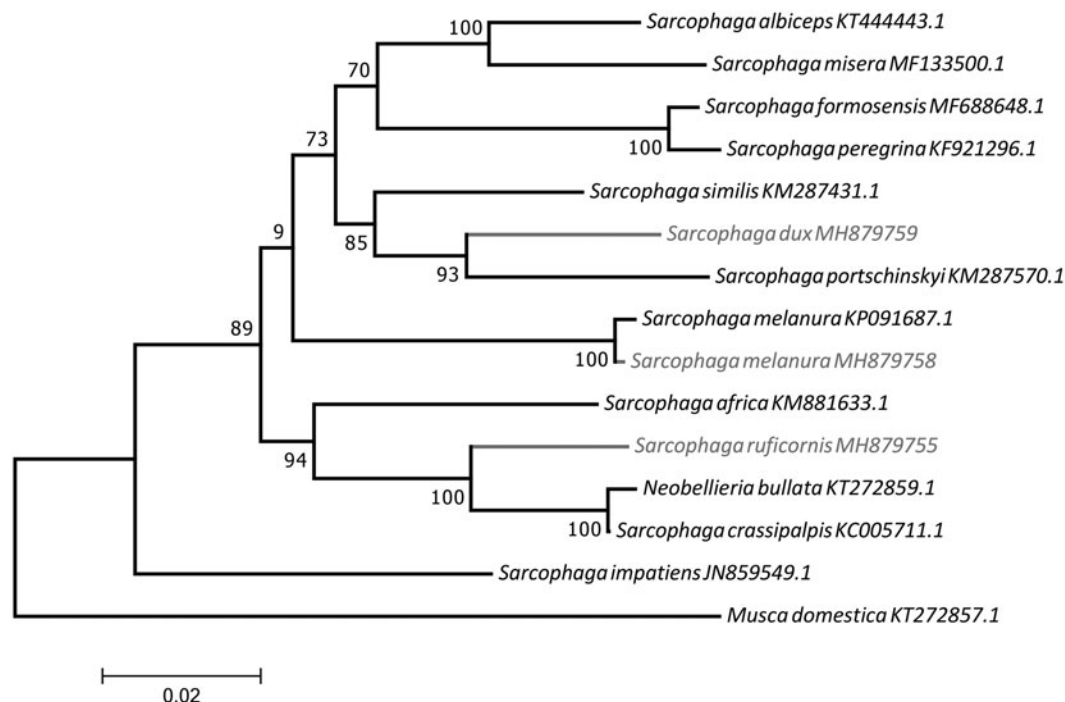 100
Sarcophaga albiceps KT444443.1
Sarcophaga misera MF133500.1
70
Sarcophaga formosensis MF688648.1
100
Sarcophaga peregrina KF921296.1
73
Sarcophaga similis KM287431.1
85
Sarcophaga dux MH879759
93
Sarcophaga portschinskyi KM287570.1
9
Sarcophaga melanura KP091687.1
100
Sarcophaga melanura MH879758
89
Sarcophaga africa KM881633.1
94
Sarcophaga ruficornis MH879755
100
Neobellieria bullata KT272859.1
100
Sarcophaga crassipalpis KC005711.1
Sarcophaga impatiens JN859549.1
Musca domestica KT272857.1
0.02